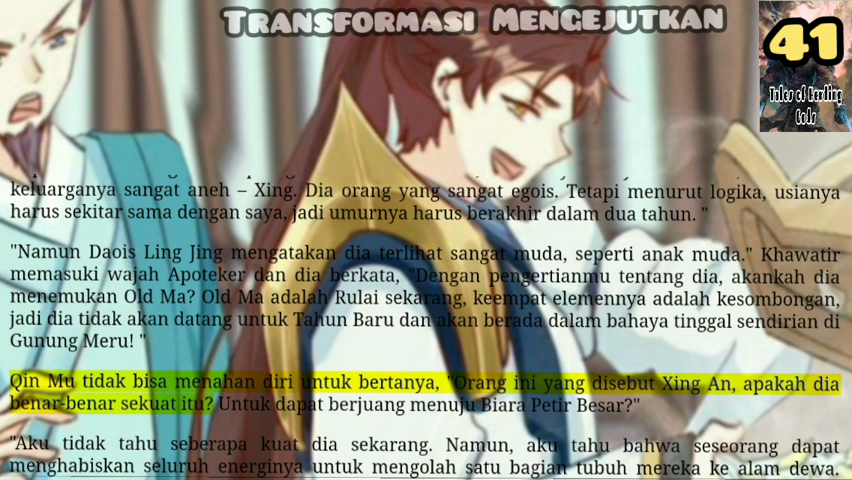 TRANSFORMASI MENGEJUTKAN
41
Tales of Herding
Gods
keluarganya sangat aneh – Xing. Dia orang yang sangat egois. Tetapi menurut logika, usianya
harus sekitar sama dengan saya, jadi umurnya harus berakhir dalam dua tahun. "
"Namun Daois Ling Jing mengatakan dia terlihat sangat muda, seperti anak muda." Khawatir
memasuki wajah Apoteker dan dia berkata, "Dengan pengertianmu tentang dia, akankah dia
menemukan Old Ma? Old Ma adalah Rulai sekarang, keempat elemennya adalah kesombongan,
jadi dia tidak akan datang untuk Tahun Baru dan akan berada dalam bahaya tinggal sendirian di
Gunung Meru! "
Qin Mu tidak bisa menahan diri untuk bertanya, "Orang ini yang disebut Xing An, apakah dia
benar-benar sekuat itu? Untuk dapat berjuang menuju Biara Petir Besar?"
"Aku tidak tahu seberapa kuat dia sekarang. Namun, aku tahu bahwa seseorang dapat
menghabiskan seluruh energinya untuk mengolah satu bagian tubuh mereka ke alam dewa.